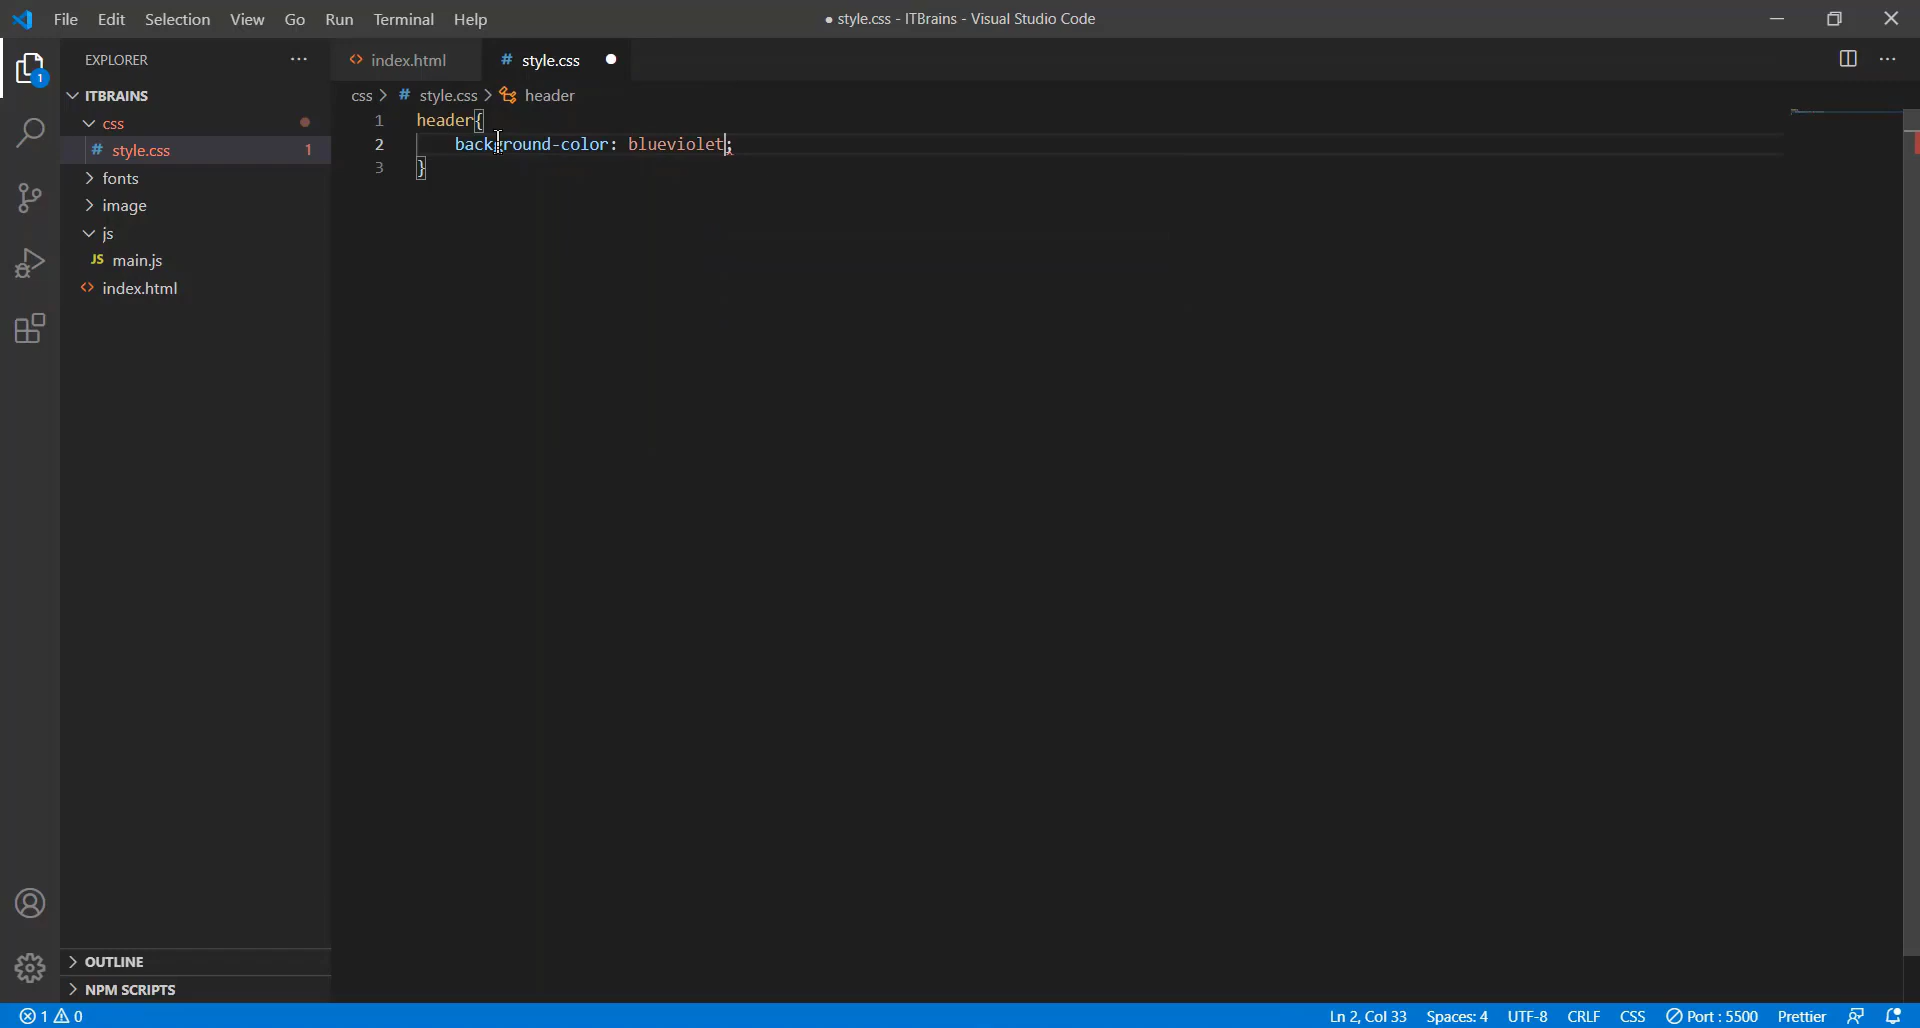 File Edit Selection View Go Run Terminal Help
● style.css - ITBrains - Visual Studio Code
EXPLORER
index.html
# style.css
1
ITBRAINS
css > # style.css > header
css
1 header{
# style.css 1
2 background-color: blueviolet;
3 }
fonts
image
js
JS main.js
index.html
OUTLINE
NPM SCRIPTS
1 0
Ln 2, Col 33 Spaces: 4 UTF-8 CRLF CSS Port : 5500 Prettier